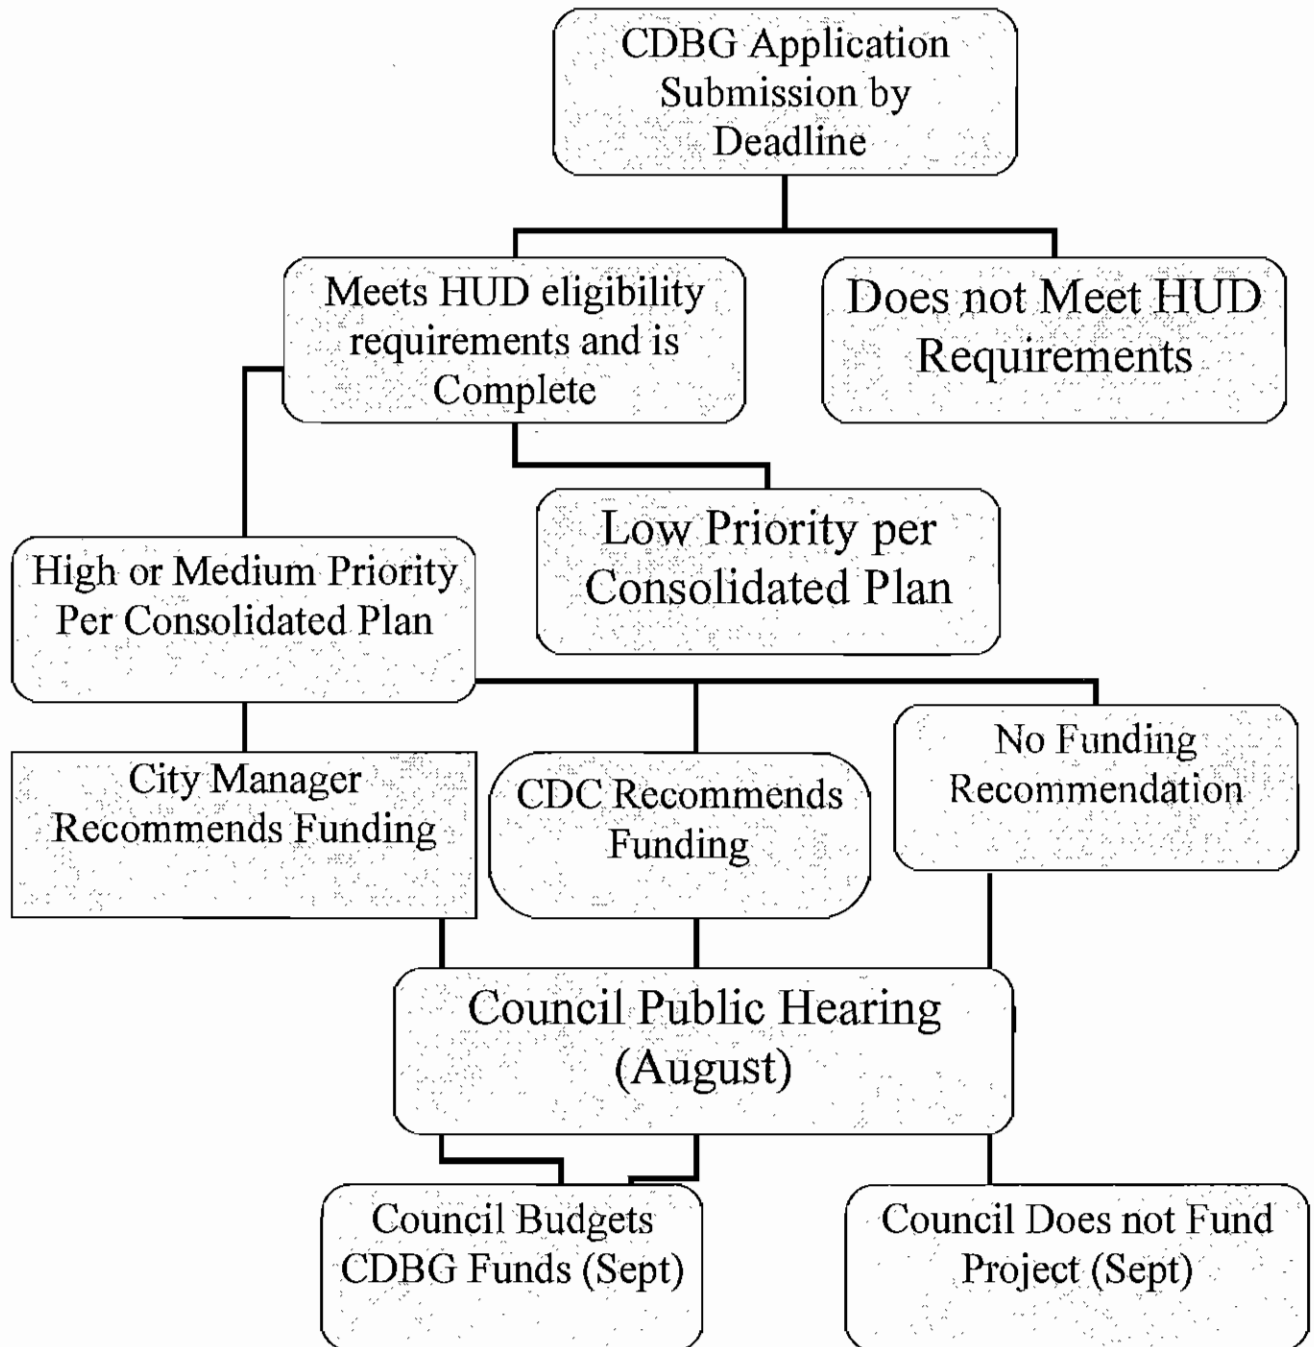 CDBG Application
Submission by
Deadline
Meets HUD eligibility
requirements and is
Complete
Does not Meet HUD
Requirements
Low Priority per
Consolidated Plan
High or Medium Priority
Per Consolidated Plan
City Manager
Recommends Funding
CDC Recommends
Funding
No Funding
Recommendation
Council Public Hearing
(August)
Council Budgets
CDBG Funds (Sept)
Council Does not Fund
Project (Sept)